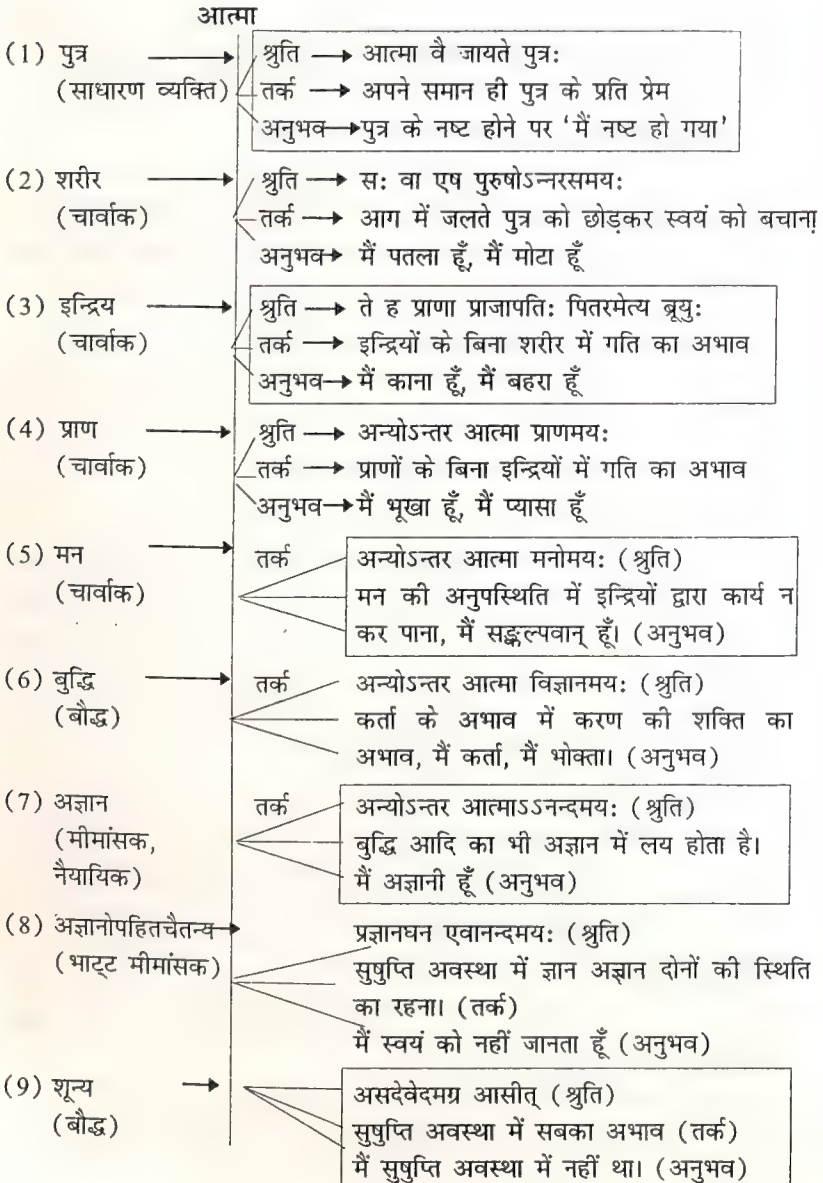 आत्मा
(1) पुत्र श्रुति → आत्मा वै जायते पुत्र:
(साधारण व्यक्ति) तर्क → अपने समान ही पुत्र के प्रति प्रेम
अनुभव → पुत्र के नष्ट होने पर 'मैं नष्ट हो गया'
(2) शरीर श्रुति → स: वा एष पुरुषोऽन्नरसमय:
(चार्वाक) तर्क → आग में जलते पुत्र को छोड़कर स्वयं को बचाना
अनुभव → मैं पतला हूँ, मैं मोटा हूँ
(3) इन्द्रिय श्रुति → ते ह प्राणा प्राजापति: पितरमेत्य ब्रूयु:
(चार्वाक) तर्क → इन्द्रियों के बिना शरीर में गति का अभाव
अनुभव → मैं काना हूँ, मैं बहरा हूँ
(4) प्राण श्रुति → अन्योऽन्तर आत्मा प्राणमय:
(चार्वाक) तर्क → प्राणों के बिना इन्द्रियों में गति का अभाव
अनुभव → मैं भूखा हूँ, मैं प्यासा हूँ
(5) मन तर्क अन्योऽन्तर आत्मा मनोमय: (श्रुति)
(चार्वाक) मन की अनुपस्थिति में इन्द्रियों द्वारा कार्य न
कर पाना, मैं सङ्कल्पवान् हूँ। (अनुभव)
(6) बुद्धि तर्क अन्योऽन्तर आत्मा विज्ञानमय: (श्रुति)
(बौद्ध) कर्ता के अभाव में करण की शक्ति का
अभाव, मैं कर्ता, मैं भोक्ता। (अनुभव)
(7) अज्ञान तर्क अन्योऽन्तर आत्माऽऽनन्दमय: (श्रुति)
(मीमांसक, बुद्धि आदि का भी अज्ञान में लय होता है।
नैयायिक) मैं अज्ञानी हूँ (अनुभव)
(8) अज्ञानोपहितचैतन्य प्रज्ञानघन एवानन्दमय: (श्रुति)
(भाट्ट मीमांसक) सुषुप्ति अवस्था में ज्ञान अज्ञान दोनों की स्थिति
का रहना। (तर्क)
मैं स्वयं को नहीं जानता हूँ (अनुभव)
(9) शून्य असदेवेदमग्र आसीत् (श्रुति)
(बौद्ध) सुषुप्ति अवस्था में सबका अभाव (तर्क)
मैं सुषुप्ति अवस्था में नहीं था। (अनुभव)